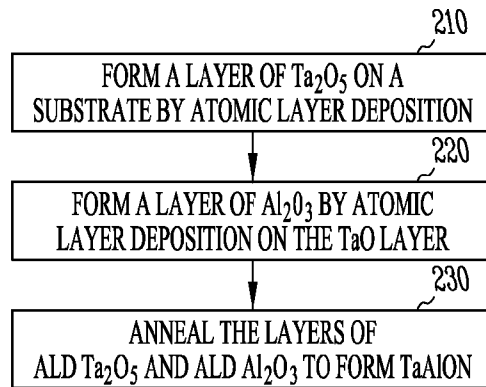 210
FORM A LAYER OF Ta₂O₅ ON A
SUBSTRATE BY ATOMIC LAYER DEPOSITION
220
FORM A LAYER OF Al₂0₃ BY ATOMIC
LAYER DEPOSITION ON THE TaO LAYER
230
ANNEAL THE LAYERS OF
ALD Ta₂O₅ AND ALD Al₂O₃ TO FORM TaAlON